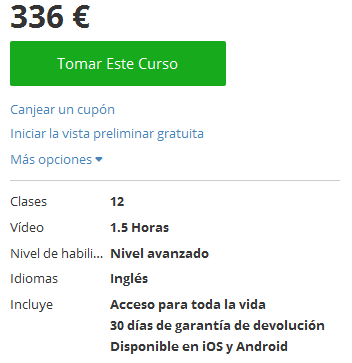 336 €
Tomar Este Curso
Canjear un cupón
Iniciar la vista preliminar gratuita
Más opciones
Clases 12
Vídeo 1.5 Horas
Nivel de habili... Nivel avanzado
Idiomas Inglés
Incluye Acceso para toda la vida
30 días de garantía de devolución
Disponible en iOS y Android